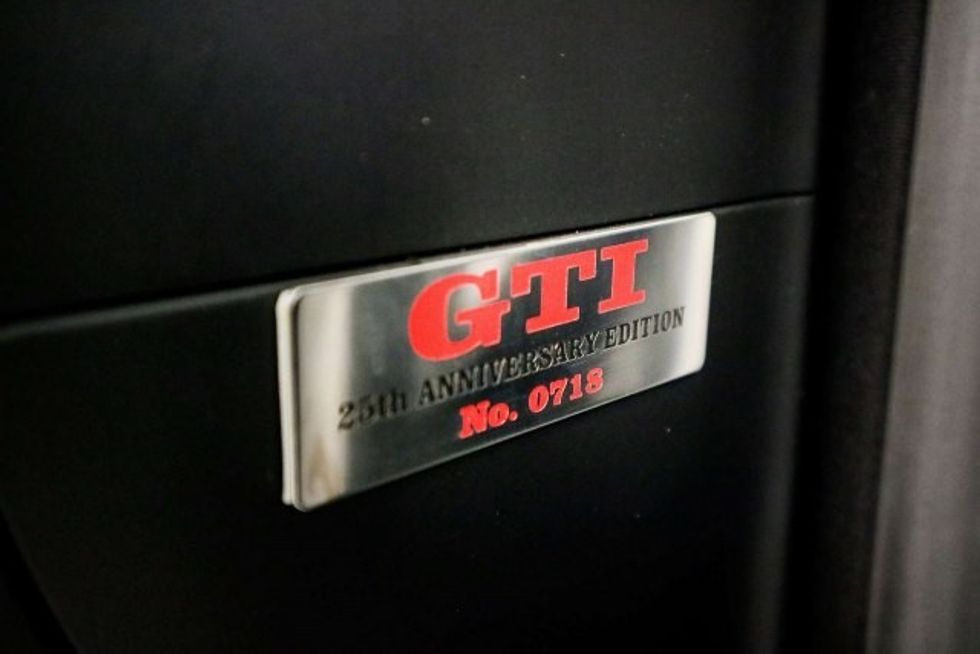 GTI
25th ANNIVERSARY EDITION
No. 0718